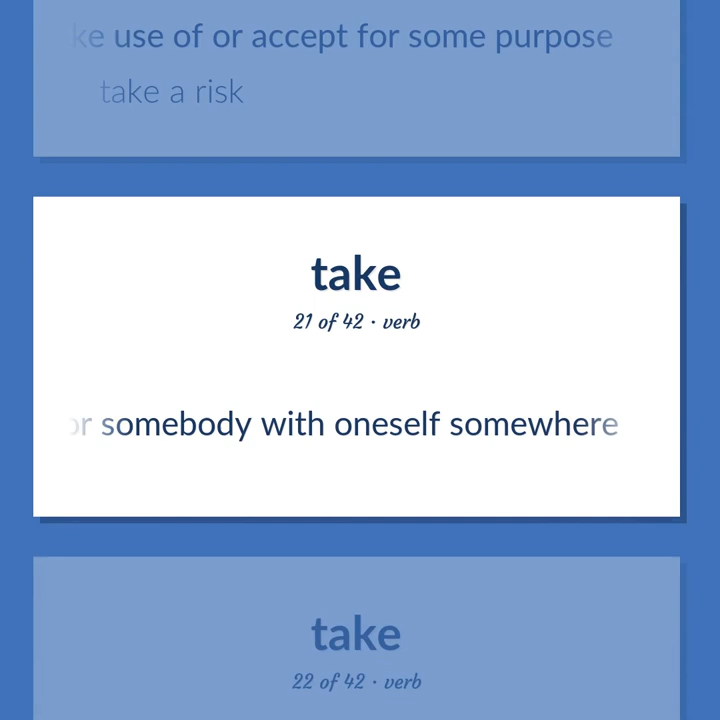 use of or accept for some purpose
take a risk
take
21 of 42 · verb
or somebody with oneself somewhere
take
22 of 42 · verb